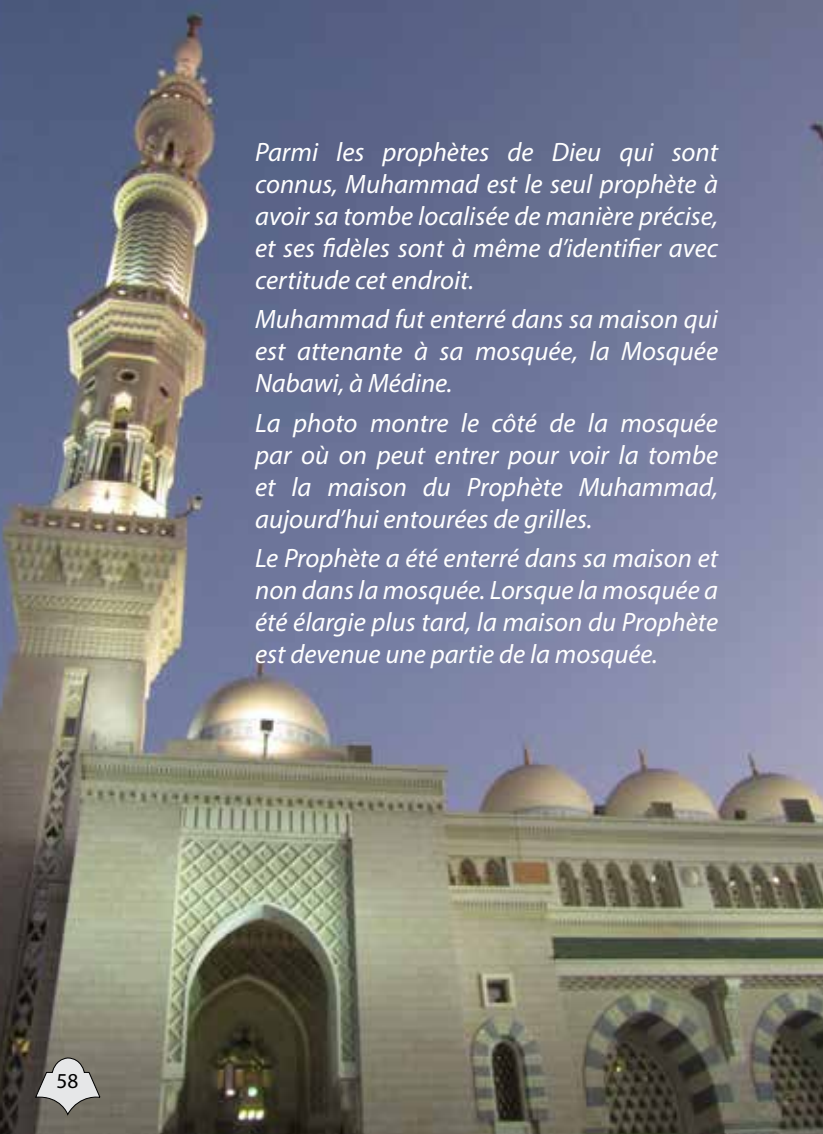 Parmi les prophètes de Dieu qui sont
connus, Muhammad est le seul prophète à
avoir sa tombe localisée de manière précise,
et ses fidèles sont à même d'identifier avec
certitude cet endroit.
Muhammad fut enterré dans sa maison qui
est attenante à sa mosquée, la Mosquée
Nabawi, à Médine.
La photo montre le côté de la mosquée
par où on peut entrer pour voir la tombe
et la maison du Prophète Muhammad,
aujourd'hui entourées de grilles.
Le Prophète a été enterré dans sa maison et
non dans la mosquée. Lorsque la mosquée a
été élargie plus tard, la maison du Prophète
est devenue une partie de la mosquée.
58